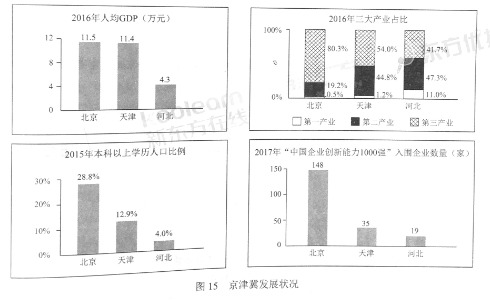 2016年人均GDP（万元）
12
8
4
0
11.5
11.4
4.3
北京
天津
河北
2016年三大产业占比
100%
0%
80.3%
54.0%
41.7%
19.2%
44.8%
47.3%
0.5%
1.2%
11.0%
北京
天津
河北
第一产业
第二产业
第三产业
2015年本科以上学历人口比例
30%
20%
10%
0%
28.8%
12.9%
4.0%
北京
天津
河北
2017年“中国企业创新能力1000强”入围企业数量（家）
150
100
50
0
148
35
19
北京
天津
河北
图 15 京津冀发展状况
新东方在线